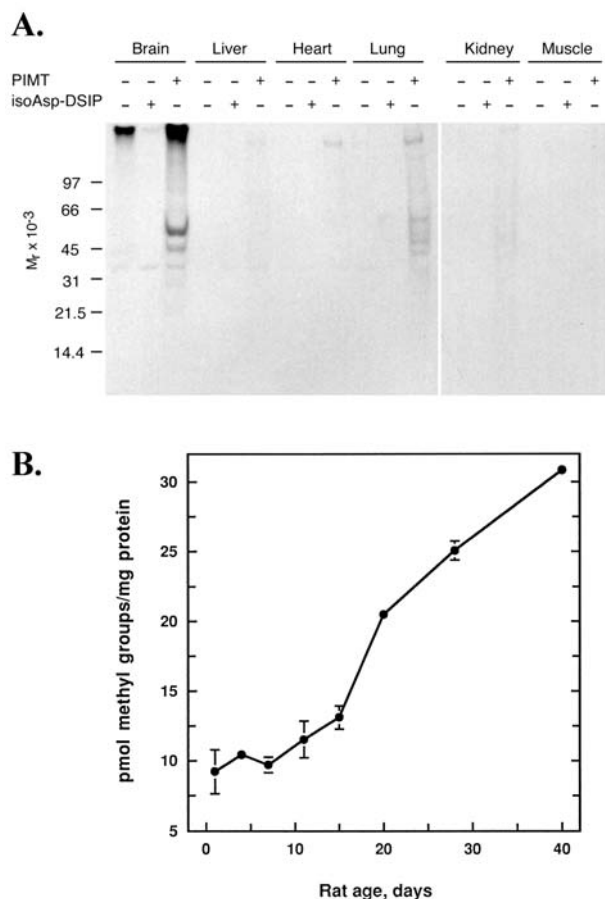 A.
Brain Liver Heart Lung Kidney Muscle
PIMT – – + – – + – – + – – + – – + – – +
isoAsp-DSIP – + – – + – – + – – + – – + – – + –
97
66
45
31
21.5
14.4
Mr x 10-3
B.
pmol methyl groups/mg protein
30
25
20
15
10
5
0 10 20 30 40
Rat age, days